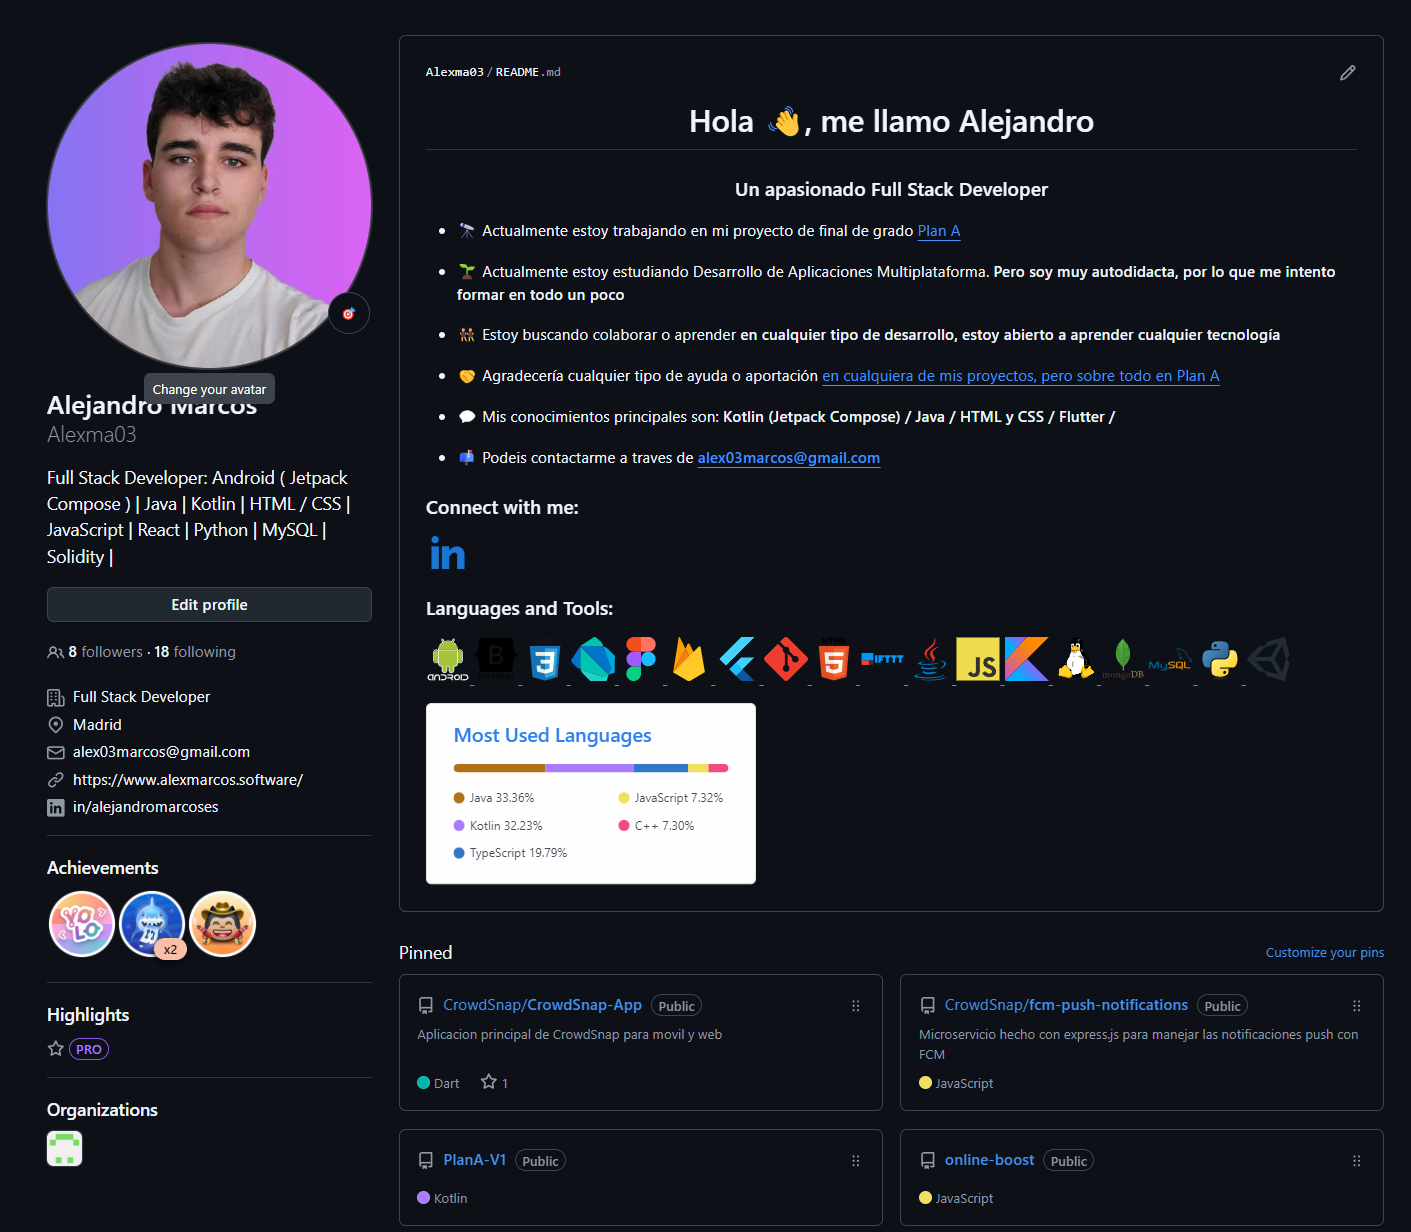 Change your avatar
Alejandro Marcos
Alexma03
Full Stack Developer: Android ( Jetpack
Compose ) | Java | Kotlin | HTML / CSS |
JavaScript | React | Python | MySQL |
Solidity |
Edit profile
8 followers · 18 following
Full Stack Developer
Madrid
alex03marcos@gmail.com
https://www.alexmarcos.software/
in/alejandromarcoses
Achievements
YOLO
x2
Highlights
PRO
Organizations
Alexma03/README.md
Hola 👋, me llamo Alejandro
Un apasionado Full Stack Developer
🔭 Actualmente estoy trabajando en mi proyecto de final de grado Plan A
🌱 Actualmente estoy estudiando Desarrollo de Aplicaciones Multiplataforma. Pero soy muy autodidacta, por lo que me intento
formar en todo un poco
👯 Estoy buscando colaborar o aprender en cualquier tipo de desarrollo, estoy abierto a aprender cualquier tecnología
🤝 Agradecería cualquier tipo de ayuda o aportación en cualquiera de mis proyectos, pero sobre todo en Plan A
💬 Mis conocimientos principales son: Kotlin (Jetpack Compose) / Java / HTML y CSS / Flutter /
📫 Podeis contactarme a traves de alex03marcos@gmail.com
Connect with me:
in
Languages and Tools:
android B 3 HTML 5 IFTTT Java JS mongoDB MySQL
Most Used Languages
Java 33.36%
JavaScript 7.32%
Kotlin 32.23%
C++ 7.30%
TypeScript 19.79%
Pinned
Customize your pins
CrowdSnap/CrowdSnap-App Public
Aplicacion principal de CrowdSnap para movil y web
Dart 1
CrowdSnap/fcm-push-notifications Public
Microservicio hecho con express.js para manejar las notificaciones push con
FCM
JavaScript
PlanA-V1 Public
Kotlin
online-boost Public
JavaScript